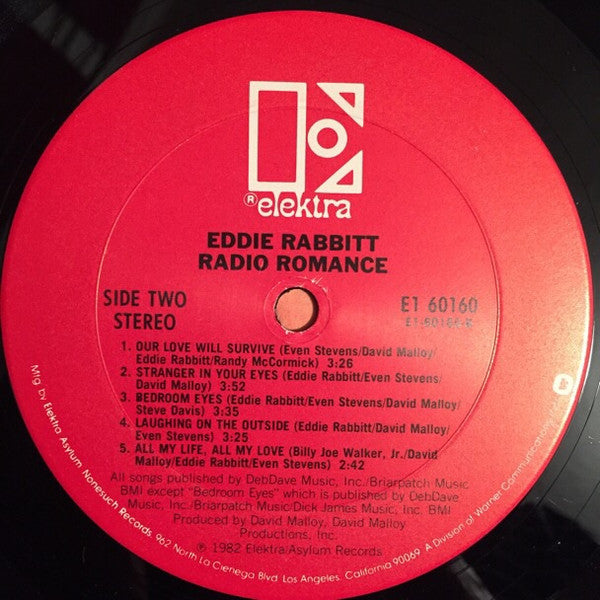 ® elektra
EDDIE RABBITT
RADIO ROMANCE
SIDE TWO
STEREO
E1 60160
1. OUR LOVE WILL SURVIVE (Even Stevens/David Malloy/
Eddie Rabbitt/Randy McCormick) 3:26
2. STRANGER IN YOUR EYES (Eddie Rabbitt/Even Stevens/
David Malloy) 3:52
3. BEDROOM EYES (Eddie Rabbitt/Even Stevens/David Malloy/
Steve Davis) 3:35
4. LAUGHING ON THE OUTSIDE (Eddie Rabbitt/David Malloy/
Even Stevens) 3:25
5. ALL MY LIFE, ALL MY LOVE (Billy Joe Walker, Jr./David
Malloy/Eddie Rabbitt/Even Stevens) 2:42
All songs published by DebDave Music, Inc./Briarpatch Music
BMI except "Bedroom Eyes" which is published by DebDave
Music, Inc./Briarpatch Music/Dick James Music, Inc. BMI
Produced by David Malloy, David Malloy
Productions, Inc.
℗ 1982 Elektra/Asylum Records
Mfg by Elektra Asylum Nonesuch Records, 962 North La Cienega Blvd Los Angeles, California 90069 A Division of Warner Communications